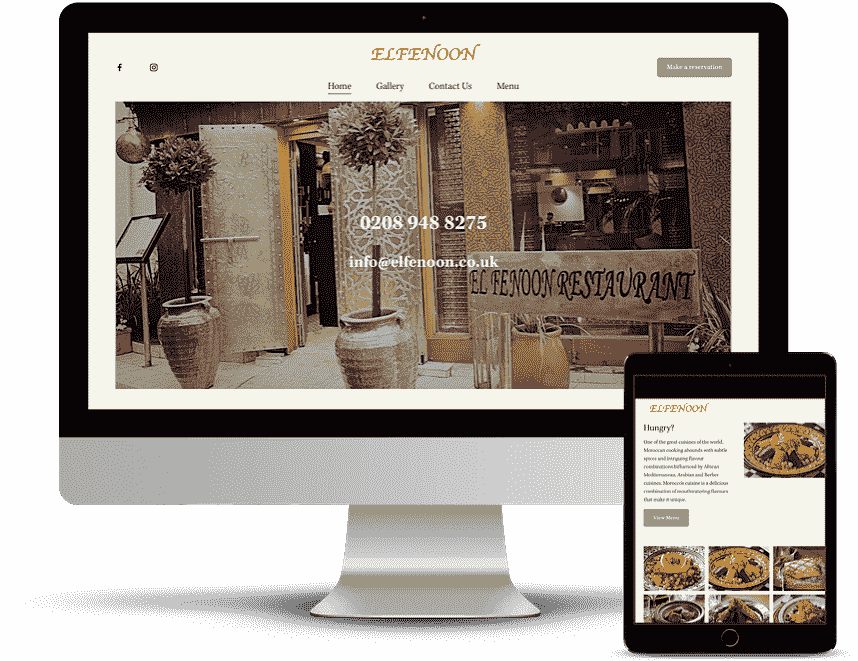 ELFENOON
Make a reservation
Home Gallery Contact Us Menu
0208 948 8275
info@elfenoon.co.uk
EL FENOON RESTAURANT
ELFENOON
Hungry?
One of the great cuisines of the world,
Moroccan cooking abounds with subtle
spices and intriguing flavour
combinations.Influenced by African
Mediterranean, Arabian and Berber
cuisines, Morocco's cuisine is a delicious
combination of mouthwatering flavours
that make it unique.
View Menu